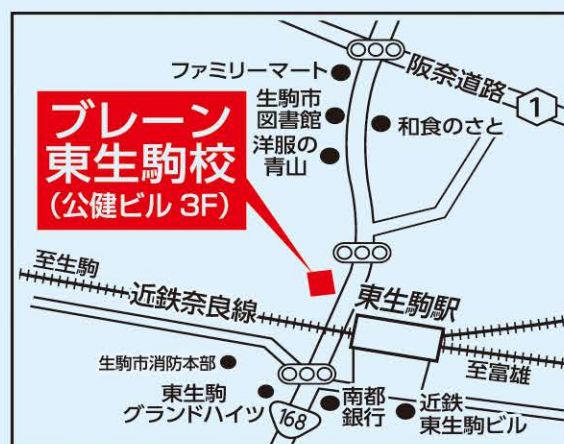 ファミリーマート
阪奈道路
1
生駒市
図書館
和食のさと
洋服の
青山
ブレーン
東生駒校
(公健ビル 3F)
至生駒
近鉄奈良線
東生駒駅
至富雄
生駒市消防本部
東生駒
グランドハイツ
168
南都
銀行
近鉄
東生駒ビル